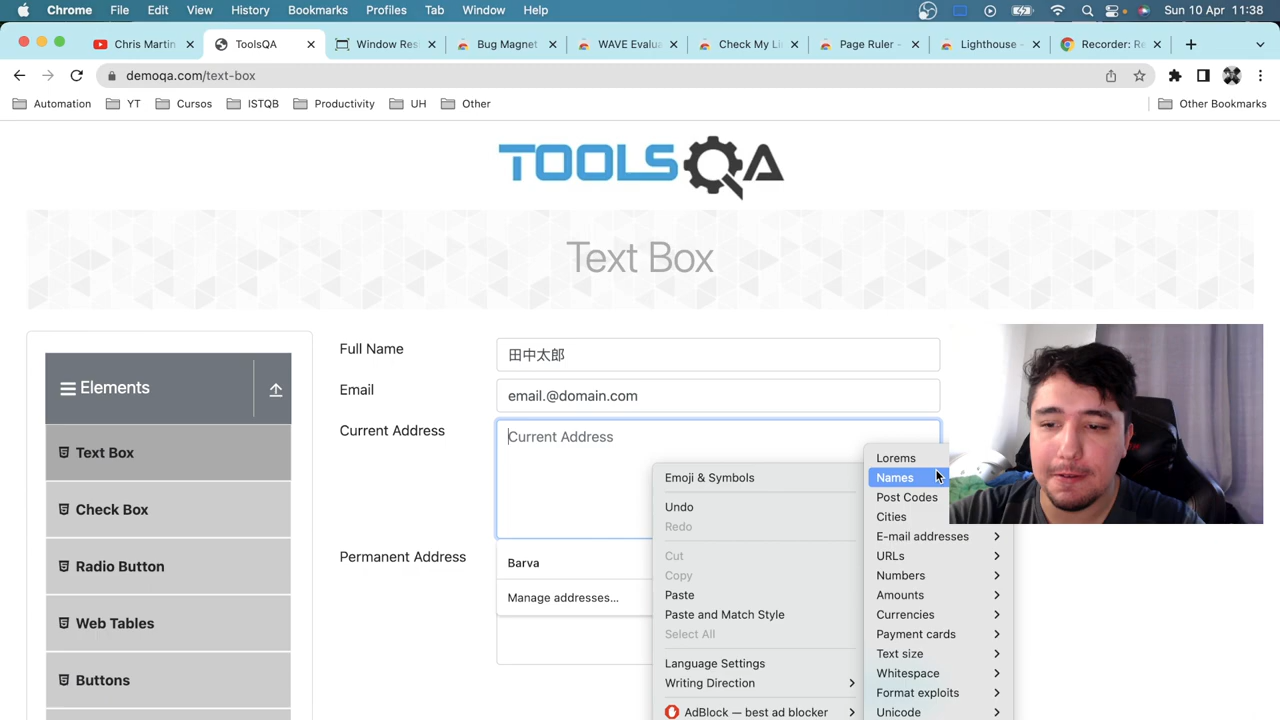 Chrome File Edit View History Bookmarks Profiles Tab Window Help Sun 10 Apr 11:38
Chris Martin ToolsQA Window Res Bug Magnet WAVE Evalua Check My Li Page Ruler - Lighthouse - Recorder: Re
demoqa.com/text-box
Automation YT Cursos ISTQB Productivity UH Other Other Bookmarks
TOOLSQA
Text Box
Elements
Text Box
Check Box
Radio Button
Web Tables
Buttons
Full Name
田中太郎
Email
email.@domain.com
Current Address
Current Address
Permanent Address
Barva
Manage addresses...
Emoji & Symbols
Undo
Redo
Cut
Copy
Paste
Paste and Match Style
Select All
Language Settings
Writing Direction
AdBlock — best ad blocker
Lorems
Names
Post Codes
Cities
E-mail addresses
URLs
Numbers
Amounts
Currencies
Payment cards
Text size
Whitespace
Format exploits
Unicode